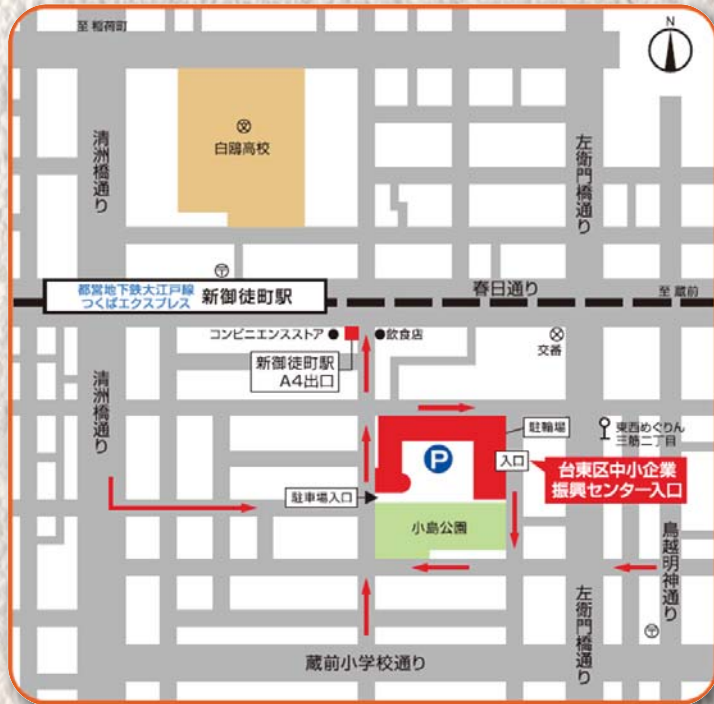 至 稲荷町
N
清洲橋通り
白鷗高校
左衛門橋通り
都営地下鉄大江戸線
つくばエクスプレス
新御徒町駅
春日通り
至 蔵前
コンビニエンスストア
飲食店
交番
新御徒町駅
A4出口
清洲橋通り
駐輪場
東西めぐりん
三筋二丁目
P
入口
台東区中小企業
振興センター入口
駐車場入口
小島公園
鳥越明神通り
左衛門橋通り
蔵前小学校通り